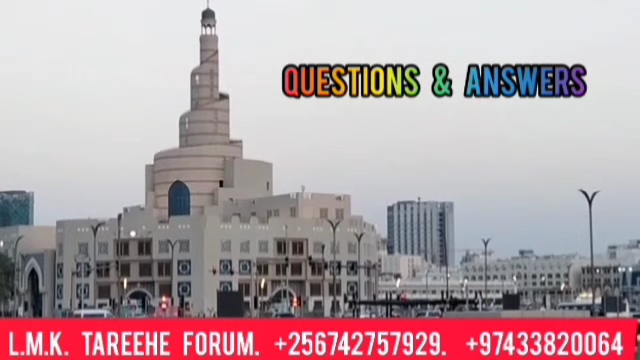 QUESTIONS & ANSWERS
L.M.K. TAREEHE FORUM. +256742757929. +97433820064